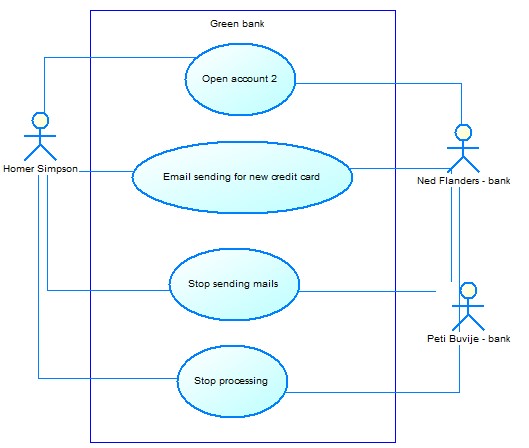 Green bank
Open account 2
Homer Simpson
Email sending for new credit card
Ned Flanders - bank
Stop sending mails
Peti Buvije - bank
Stop processing